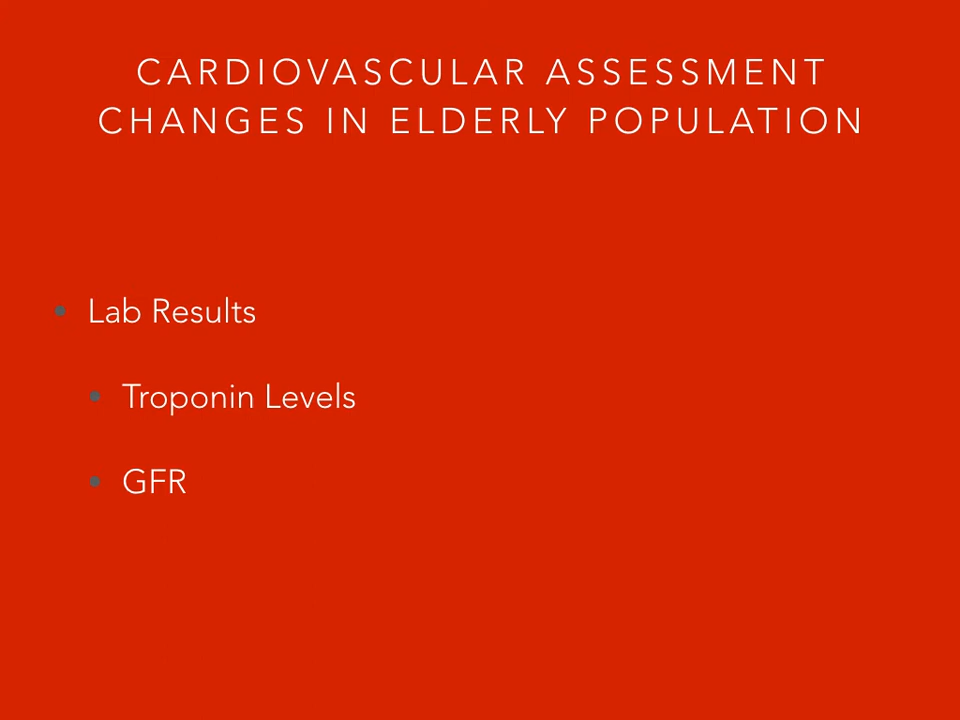 CARDIOVASCULAR ASSESSMENT
CHANGES IN ELDERLY POPULATION
Lab Results
Troponin Levels
GFR